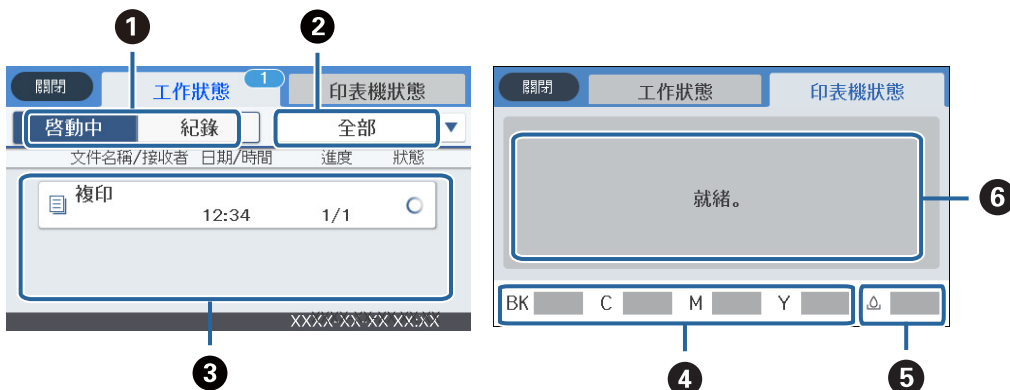 1 2
關閉 工作狀態 1 印表機狀態
啓動中 紀錄 全部
文件名稱/接收者 日期/時間 進度 狀態
複印
12:34 1/1
XXXX-XX-XX XX:XX
3
關閉 工作狀態 印表機狀態
就緒。
6
BK C M Y
4 5